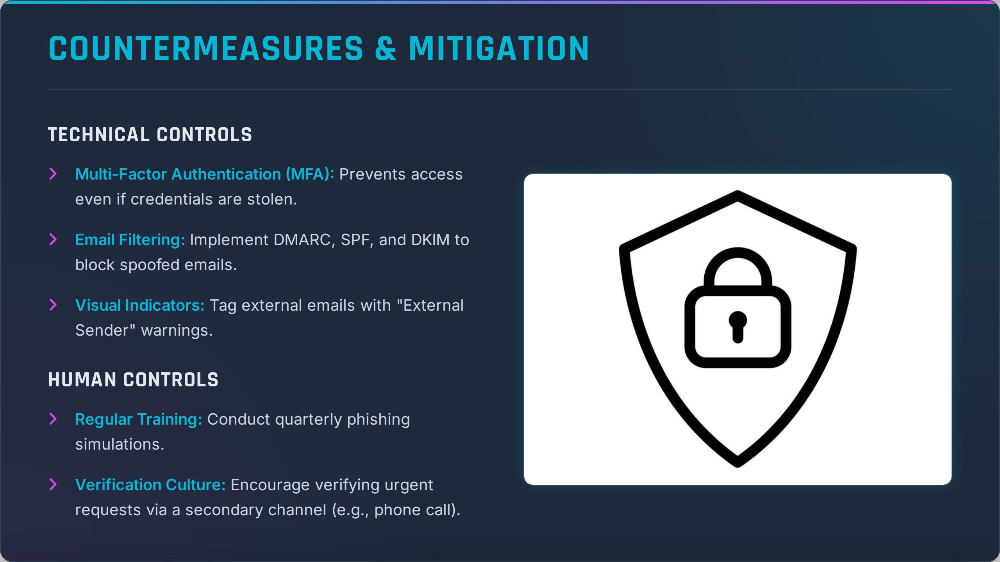 COUNTERMEASURES & MITIGATION
TECHNICAL CONTROLS
Multi-Factor Authentication (MFA): Prevents access
even if credentials are stolen.
Email Filtering: Implement DMARC, SPF, and DKIM to
block spoofed emails.
Visual Indicators: Tag external emails with "External
Sender" warnings.
HUMAN CONTROLS
Regular Training: Conduct quarterly phishing
simulations.
Verification Culture: Encourage verifying urgent
requests via a secondary channel (e.g., phone call).